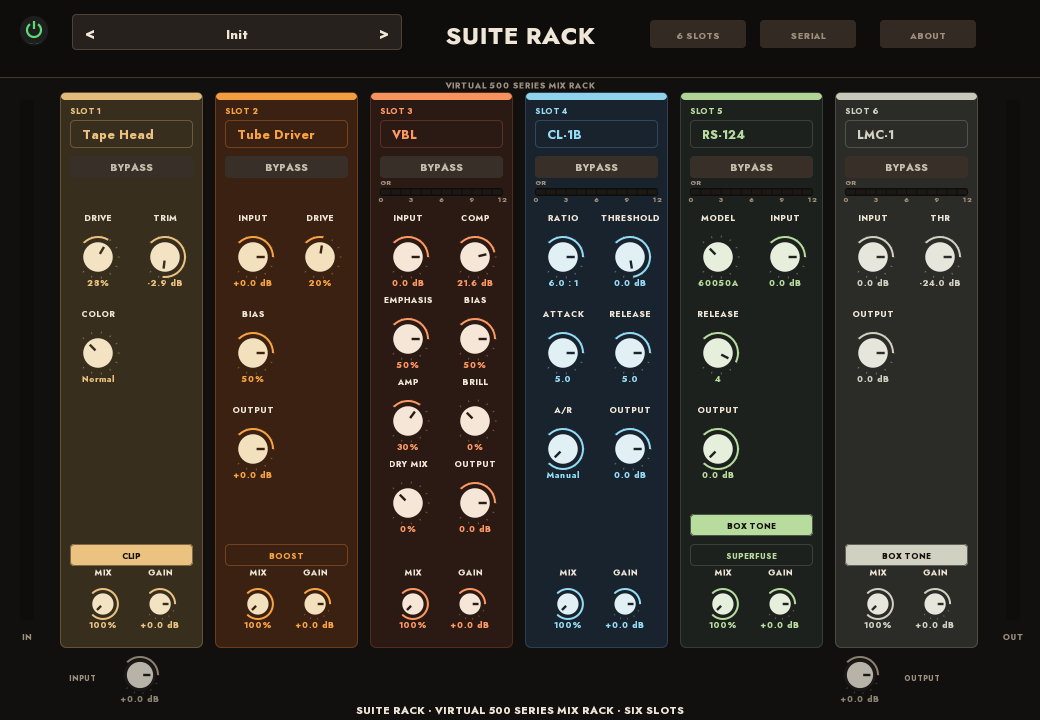 < Init >
SUITE RACK
6 SLOTS
SERIAL
ABOUT
VIRTUAL 500 SERIES MIX RACK
SLOT 1
Tape Head
BYPASS
DRIVE TRIM
28% -2.9 dB
COLOR
Normal
CLIP
MIX GAIN
100% +0.0 dB
SLOT 2
Tube Driver
BYPASS
INPUT DRIVE
+0.0 dB 20%
BIAS
50%
OUTPUT
+0.0 dB
BOOST
MIX GAIN
100% +0.0 dB
SLOT 3
VBL
BYPASS
GR
0 3 6 9 12
INPUT COMP
0.0 dB 21.6 dB
EMPHASIS BIAS
50% 50%
AMP BRILL
30% 0%
DRY MIX OUTPUT
0% 0.0 dB
MIX GAIN
100% +0.0 dB
SLOT 4
CL-1B
BYPASS
GR
0 3 6 9 12
RATIO THRESHOLD
6.0 : 1 0.0 dB
ATTACK RELEASE
5.0 5.0
A/R OUTPUT
Manual 0.0 dB
MIX GAIN
100% +0.0 dB
SLOT 5
RS-124
BYPASS
GR
0 3 6 9 12
MODEL INPUT
60050A 0.0 dB
RELEASE
4
OUTPUT
0.0 dB
BOX TONE
SUPERFUSE
MIX GAIN
100% +0.0 dB
SLOT 6
LMC-1
BYPASS
GR
0 3 6 9 12
INPUT THR
0.0 dB -24.0 dB
OUTPUT
0.0 dB
BOX TONE
MIX GAIN
100% +0.0 dB
IN
OUT
INPUT
+0.0 dB
OUTPUT
+0.0 dB
SUITE RACK · VIRTUAL 500 SERIES MIX RACK · SIX SLOTS